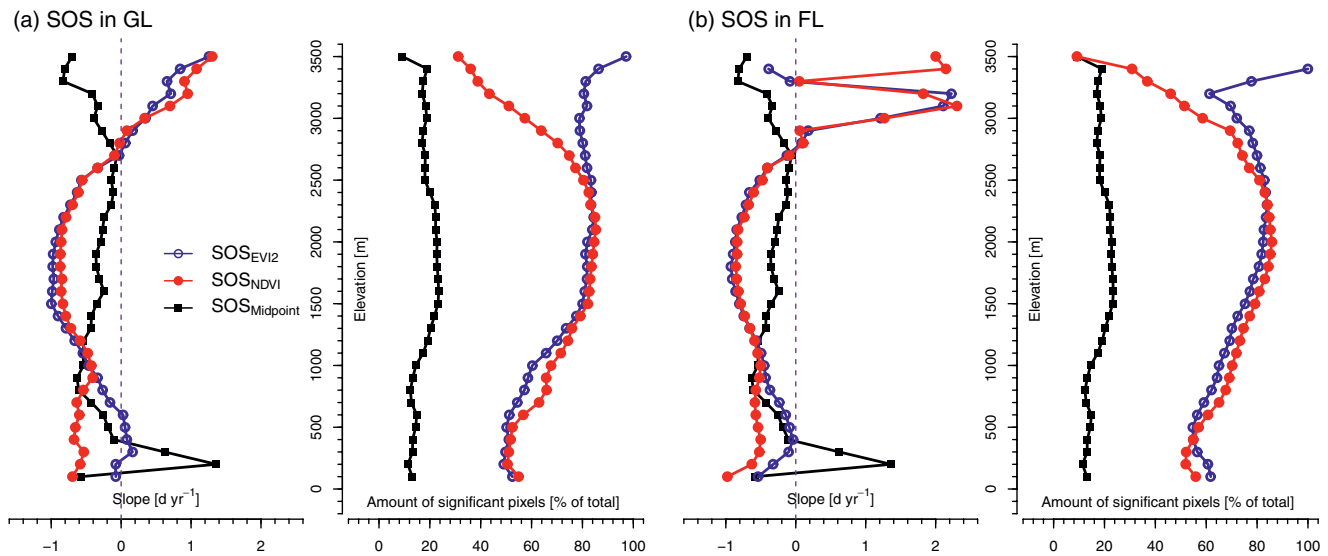 (a) SOS in GL
(b) SOS in FL
SOS_EVI2
SOS_NDVI
SOS_Midpoint
Elevation [m]
0 500 1000 1500 2000 2500 3000 3500
Elevation [m]
0 500 1000 1500 2000 2500 3000 3500
Slope [d yr⁻¹]
Amount of significant pixels [% of total]
Slope [d yr⁻¹]
Amount of significant pixels [% of total]
−1 0 1 2
0 20 40 60 80 100
−1 0 1 2
0 20 40 60 80 100